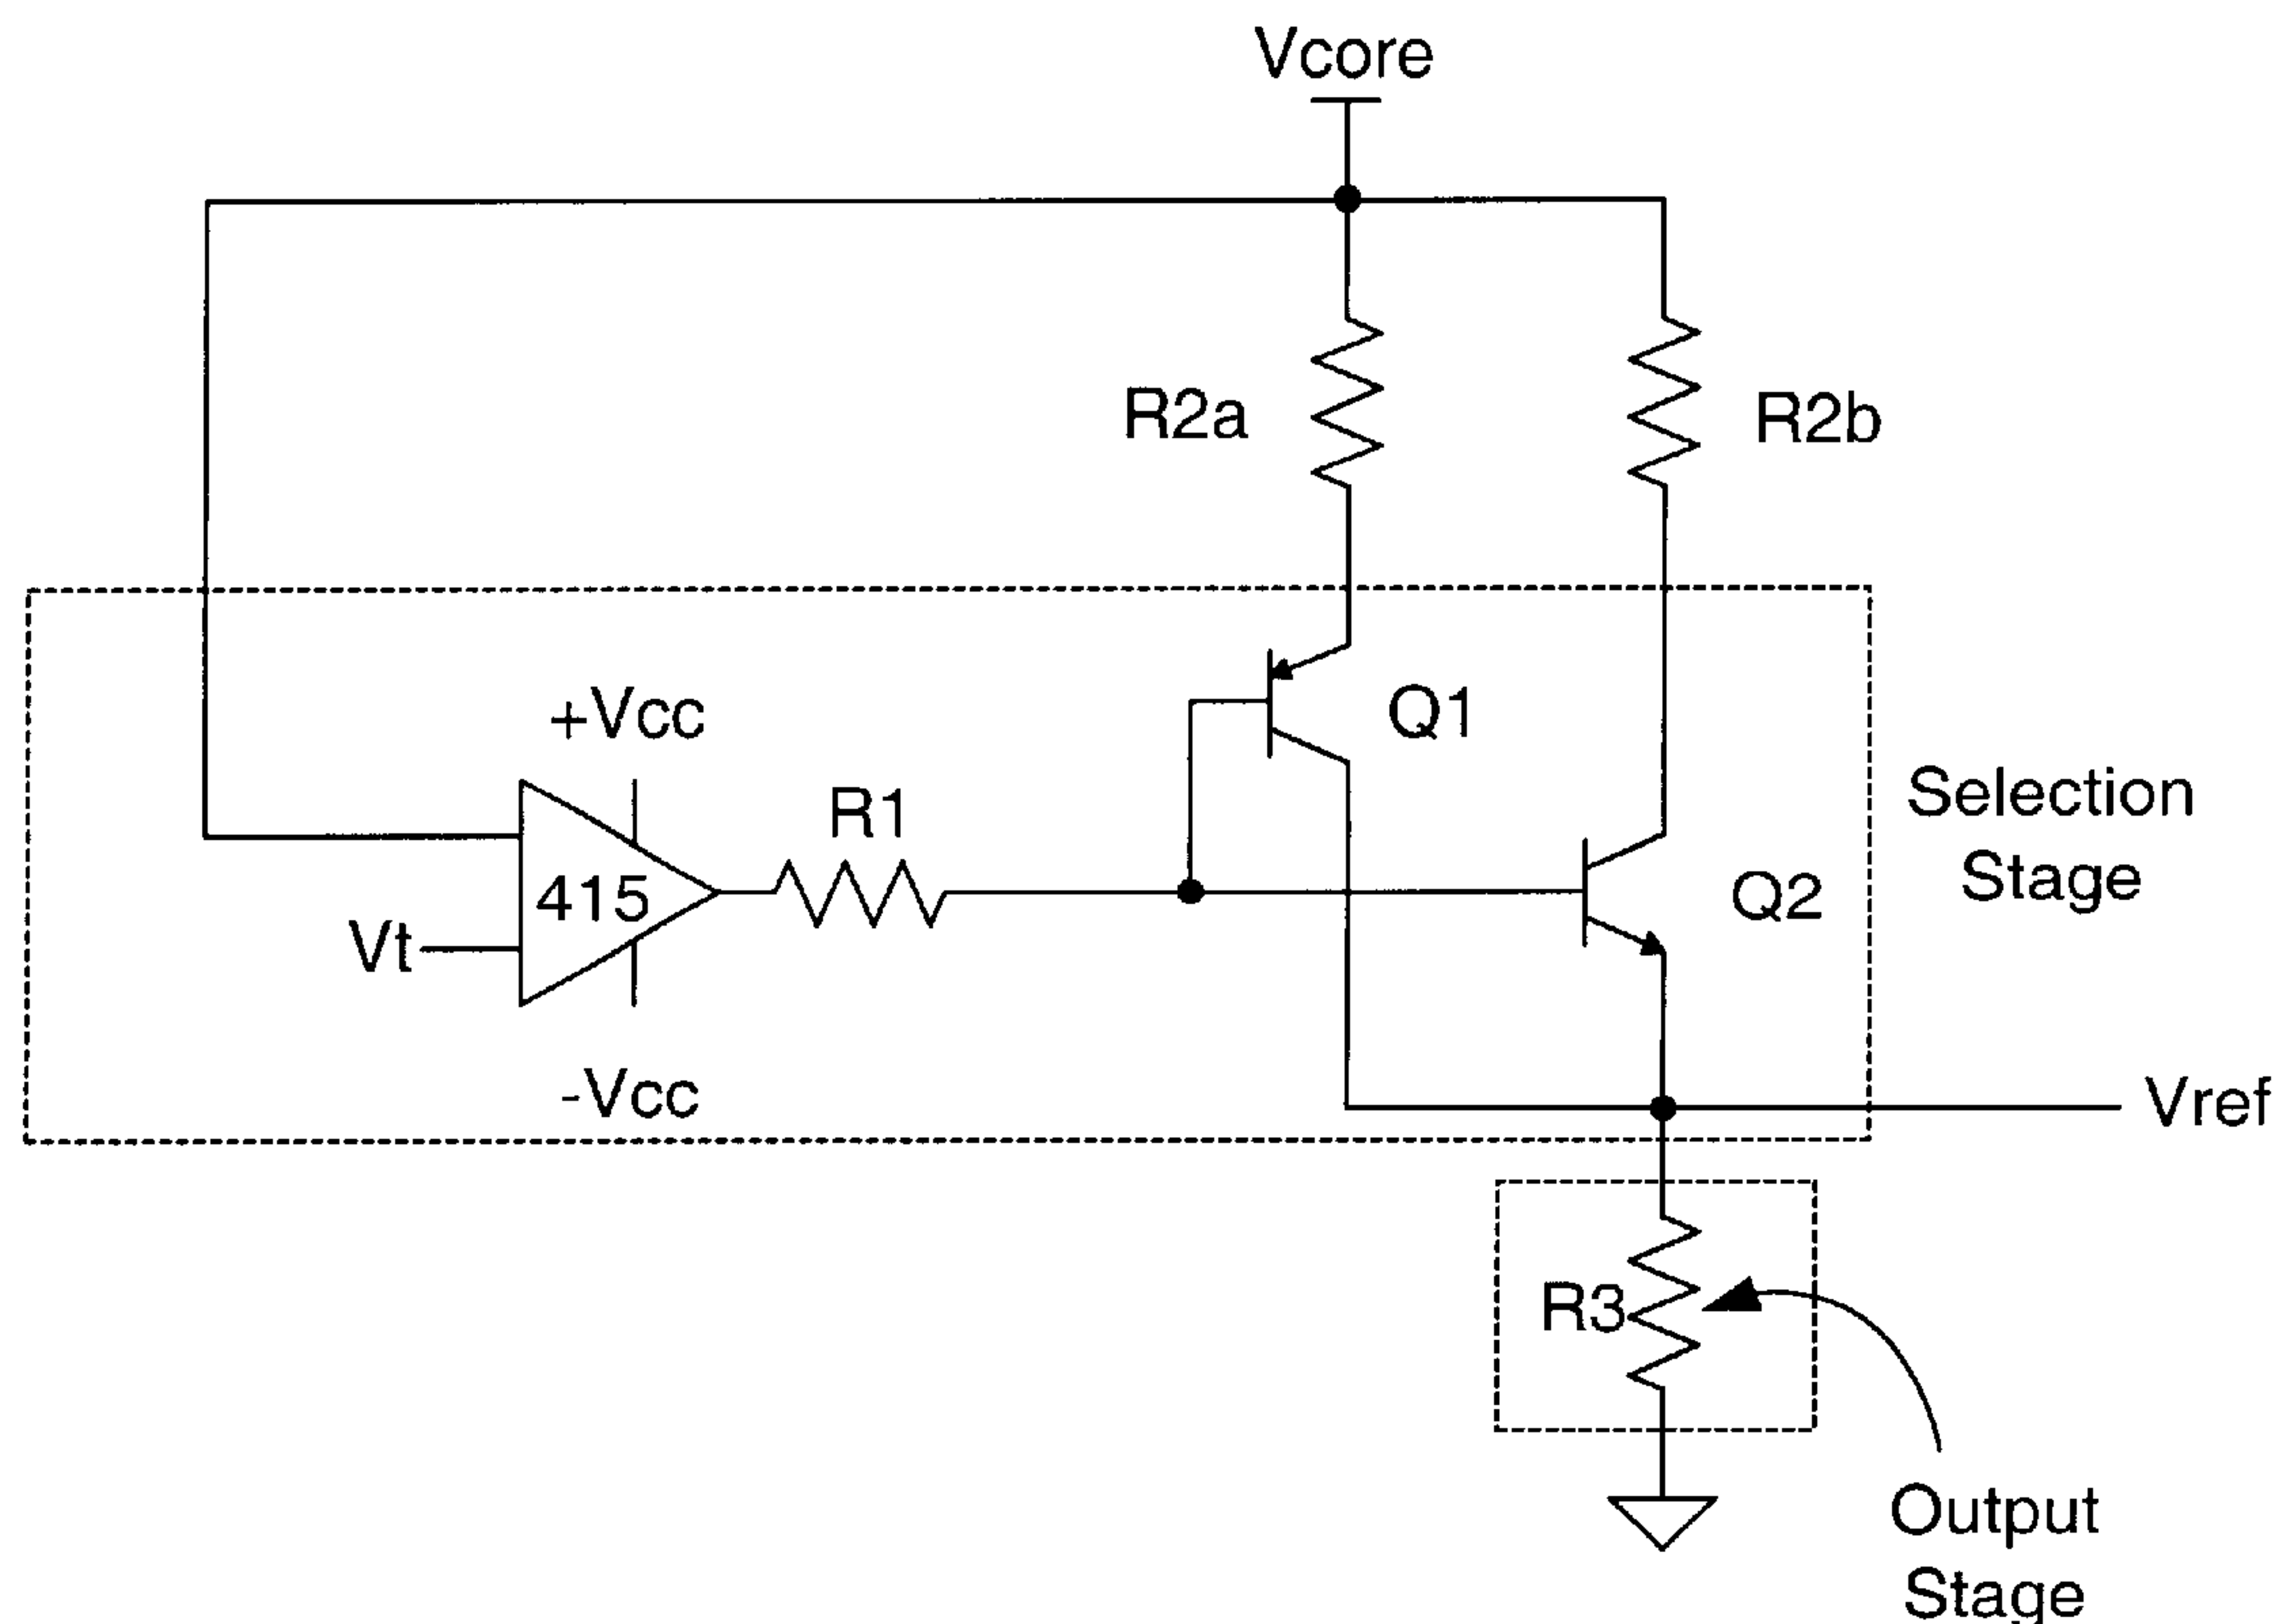 Vcore
R2a
R2b
+Vcc
Q1
R1
Selection
Stage
415
Q2
Vt
-Vcc
Vref
R3
Output
Stage